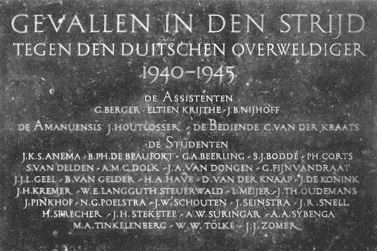 GEVALLEN IN DEN STRIJD
TEGEN DEN DUITSCHEN OVERWELDIGER
1940-1945
DE ASSISTENTEN
G. BERGER · ELTIEN KRIJTHE · J.B. NIJHOFF
DE AMANUENSIS J. HOUTLOSSER · DE BEDIENDE C. VAN DER KRAATS
DE STUDENTEN
J.K.S. ANEMA · B.PH. DE BEAUFORT · G.A. BEERLING · S.J. BODDÉ · PH. CORTS
S. VAN DELDEN · A.M.C. DOLK · J.A. VAN DONGEN · G. FIJNVANDRAAT
J.J.L. GEEL · B. VAN GELDER · H.A. HAVE · D. VAN DER KNAAP · J. DE KONINK
J.H. KREMER · W.E. LANGGUTH STEUERWALD · L. MEIJER · J.TH. OUDEMANS
J. PINKHOF · N.G. POELSTRA · J.W. SCHOUTEN · J. SEINSTRA · J.R. SNELL
H. J.H. STEKETEE · A.W. SURINGAR · A.A. SYBENGA
M.A. TINKELENBERG · W.W. TOLKE · J.J. ZOMER